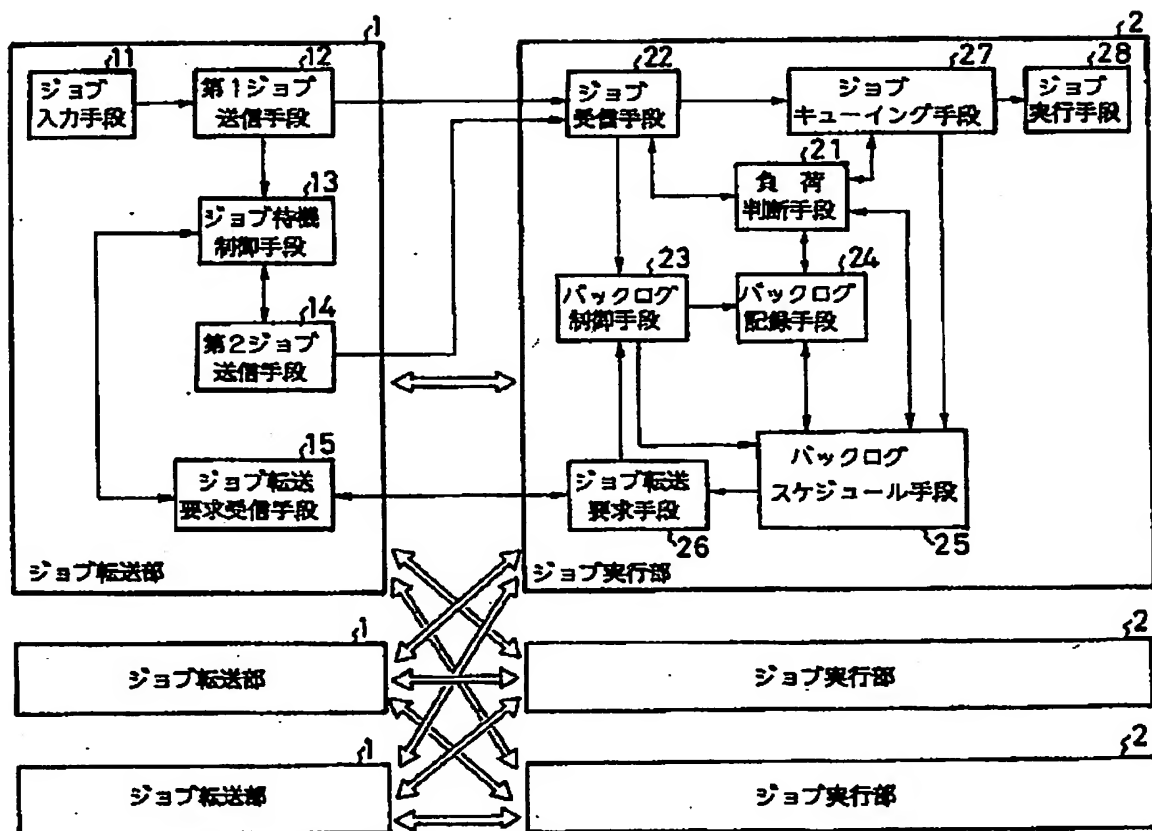 1
2
11
12
22
27
28
ジョブ
入力手段
第1ジョブ
送信手段
ジョブ
受信手段
ジョブ
キューイング手段
ジョブ
実行手段
13
21
ジョブ待機
制御手段
負荷
判断手段
14
23
24
第2ジョブ
送信手段
バックログ
制御手段
バックログ
記録手段
15
ジョブ転送
要求受信手段
ジョブ転送
要求手段
バックログ
スケジュール手段
26
25
ジョブ転送部
ジョブ実行部
1
2
ジョブ転送部
ジョブ実行部
1
2
ジョブ転送部
ジョブ実行部